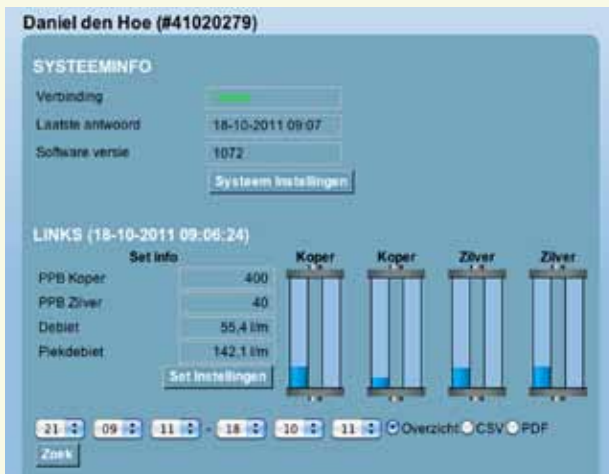 Daniel den Hoe (#41020279)
SYSTEEMINFO
Verbinding
Laatste antwoord 18-10-2011 09:07
Software versie 1072
Systeem Instellingen
LINKS (18-10-2011 09:06:24)
Set info Koper Koper Zilver Zilver
PPB Koper 400
PPB Zilver 40
Debiet 55,4 l/m
Piekdebiet 142,1 l/m
Set Instellingen
21 09 11 - 18 10 11 Overzicht CSV PDF
Zoek